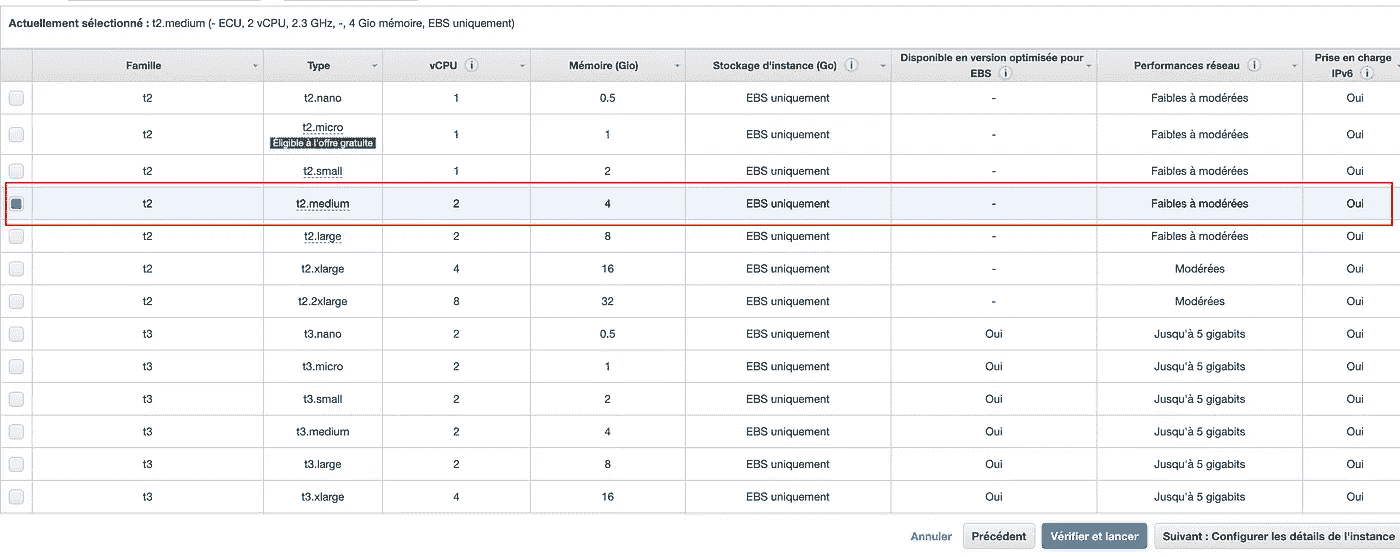 Actuellement sélectionné : t2.medium (- ECU, 2 vCPU, 2.3 GHz, -, 4 Gio mémoire, EBS uniquement)
Famille Type vCPU i Mémoire (Gio) Stockage d'instance (Go) i Disponible en version optimisée pour EBS i Performances réseau i Prise en charge IPv6 i
t2 t2.nano 1 0.5 EBS uniquement - Faibles à modérées Oui
t2 t2.micro Eligible à l'offre gratuite 1 1 EBS uniquement - Faibles à modérées Oui
t2 t2.small 1 2 EBS uniquement - Faibles à modérées Oui
t2 t2.medium 2 4 EBS uniquement - Faibles à modérées Oui
t2 t2.large 2 8 EBS uniquement - Faibles à modérées Oui
t2 t2.xlarge 4 16 EBS uniquement - Modérées Oui
t2 t2.2xlarge 8 32 EBS uniquement - Modérées Oui
t3 t3.nano 2 0.5 EBS uniquement Oui Jusqu'à 5 gigabits Oui
t3 t3.micro 2 1 EBS uniquement Oui Jusqu'à 5 gigabits Oui
t3 t3.small 2 2 EBS uniquement Oui Jusqu'à 5 gigabits Oui
t3 t3.medium 2 4 EBS uniquement Oui Jusqu'à 5 gigabits Oui
t3 t3.large 2 8 EBS uniquement Oui Jusqu'à 5 gigabits Oui
t3 t3.xlarge 4 16 EBS uniquement Oui Jusqu'à 5 gigabits Oui
Annuler Précédent Vérifier et lancer Suivant : Configurer les détails de l'instance